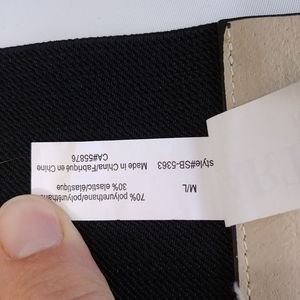 M/L
style#SB-5363
Made in China/Fabriqué en Chine
CA#55876
70% polyurethane/polyuréthane
30% elastic/élastique